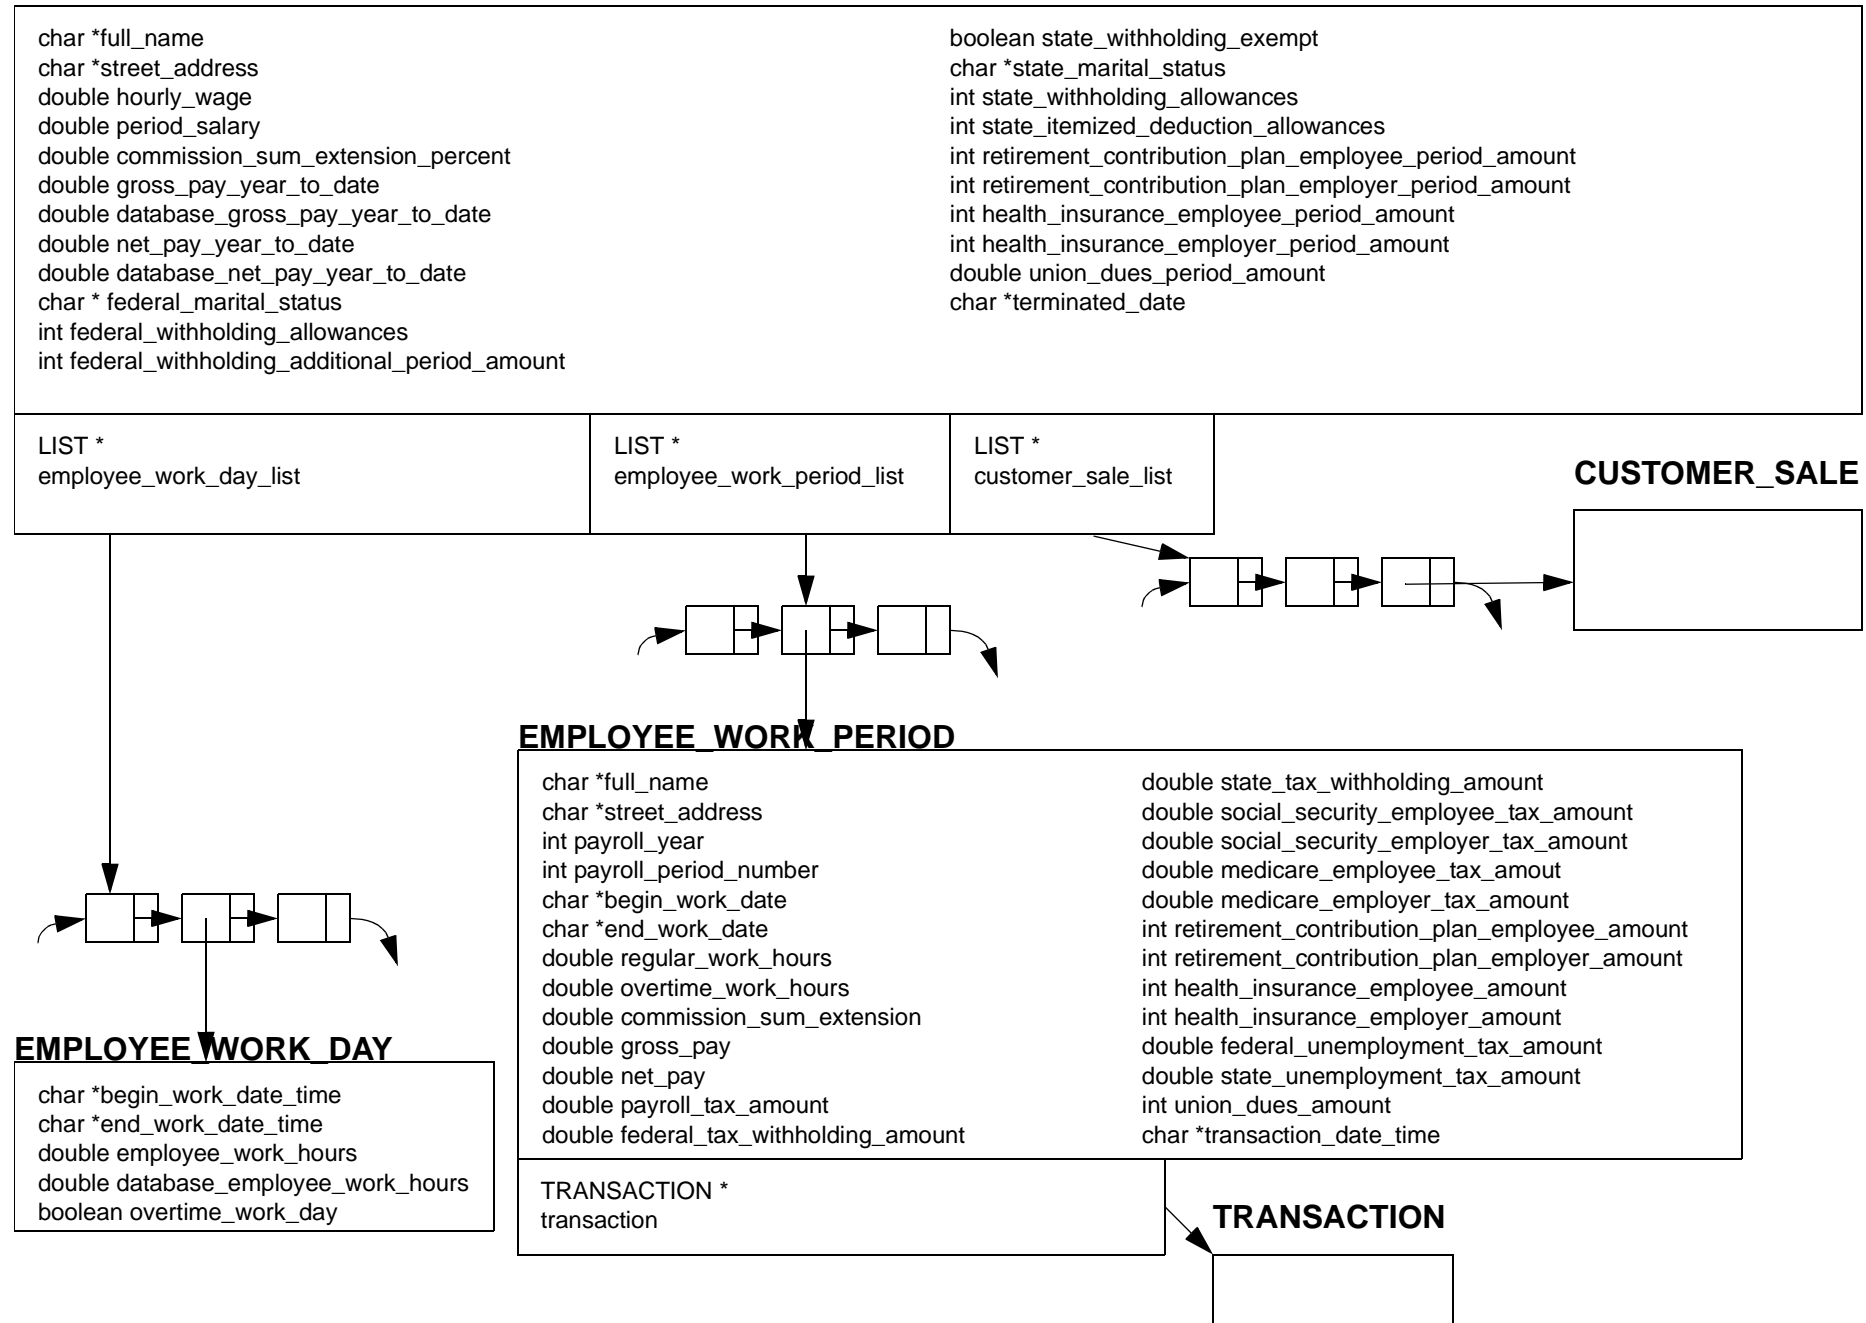 char *full_name
char *street_address
double hourly_wage
double period_salary
double commission_sum_extension_percent
double gross_pay_year_to_date
double database_gross_pay_year_to_date
double net_pay_year_to_date
double database_net_pay_year_to_date
char * federal_marital_status
int federal_withholding_allowances
int federal_withholding_additional_period_amount
boolean state_withholding_exempt
char *state_marital_status
int state_withholding_allowances
int state_itemized_deduction_allowances
int retirement_contribution_plan_employee_period_amount
int retirement_contribution_plan_employer_period_amount
int health_insurance_employee_period_amount
int health_insurance_employer_period_amount
double union_dues_period_amount
char *terminated_date
LIST *
employee_work_day_list
LIST *
employee_work_period_list
LIST *
customer_sale_list
CUSTOMER_SALE
EMPLOYEE_WORK_PERIOD
char *full_name
char *street_address
int payroll_year
int payroll_period_number
char *begin_work_date
char *end_work_date
double regular_work_hours
double overtime_work_hours
double commission_sum_extension
double gross_pay
double net_pay
double payroll_tax_amount
double federal_tax_withholding_amount
double state_tax_withholding_amount
double social_security_employee_tax_amount
double social_security_employer_tax_amount
double medicare_employee_tax_amout
double medicare_employer_tax_amount
int retirement_contribution_plan_employee_amount
int retirement_contribution_plan_employer_amount
int health_insurance_employee_amount
int health_insurance_employer_amount
double federal_unemployment_tax_amount
double state_unemployment_tax_amount
int union_dues_amount
char *transaction_date_time
EMPLOYEE_WORK_DAY
char *begin_work_date_time
char *end_work_date_time
double employee_work_hours
double database_employee_work_hours
boolean overtime_work_day
TRANSACTION *
transaction
TRANSACTION